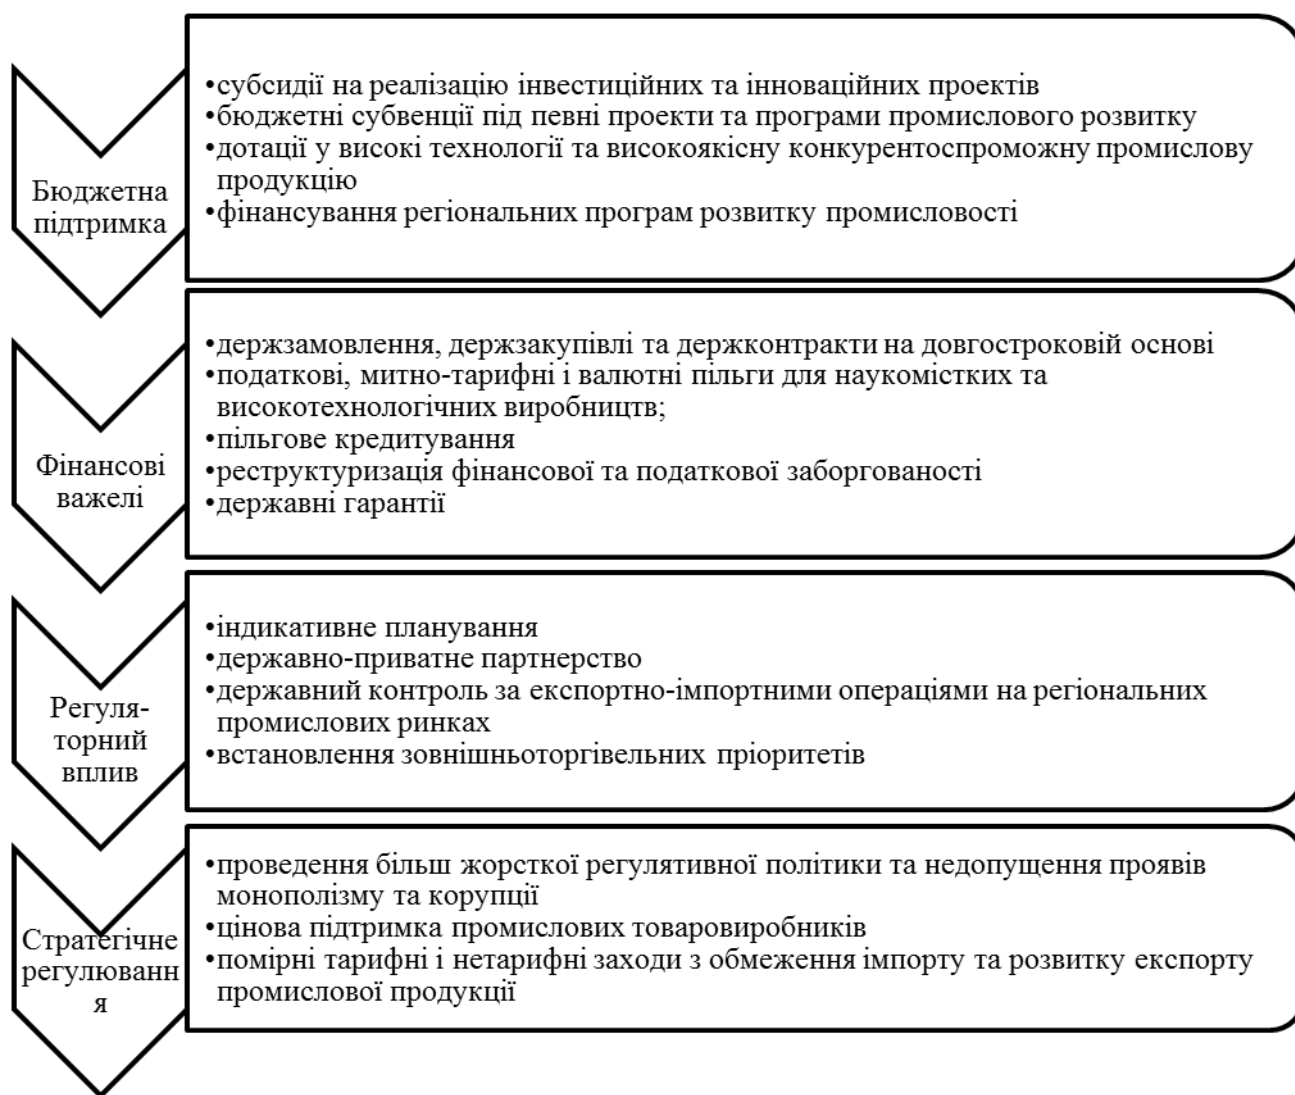 Бюджетна
підтримка
•субсидії на реалізацію інвестиційних та інноваційних проектів
•бюджетні субвенції під певні проекти та програми промислового розвитку
•дотації у високі технології та високоякісну конкурентоспроможну промислову
продукцію
•фінансування регіональних програм розвитку промисловості
Фінансові
важелі
•держзамовлення, держзакупівлі та держконтракти на довгостроковій основі
•податкові, митно-тарифні і валютні пільги для наукомістких та
високотехнологічних виробництв;
•пільгове кредитування
•реструктуризація фінансової та податкової заборгованості
•державні гарантії
Регуля-
торний
вплив
•індикативне планування
•державно-приватне партнерство
•державний контроль за експортно-імпортними операціями на регіональних
промислових ринках
•встановлення зовнішньоторгівельних пріоритетів
Стратегічне
регулюванн
я
•проведення більш жорсткої регулятивної політики та недопущення проявів
монополізму та корупції
•цінова підтримка промислових товаровиробників
•помірні тарифні і нетарифні заходи з обмеження імпорту та розвитку експорту
промислової продукції